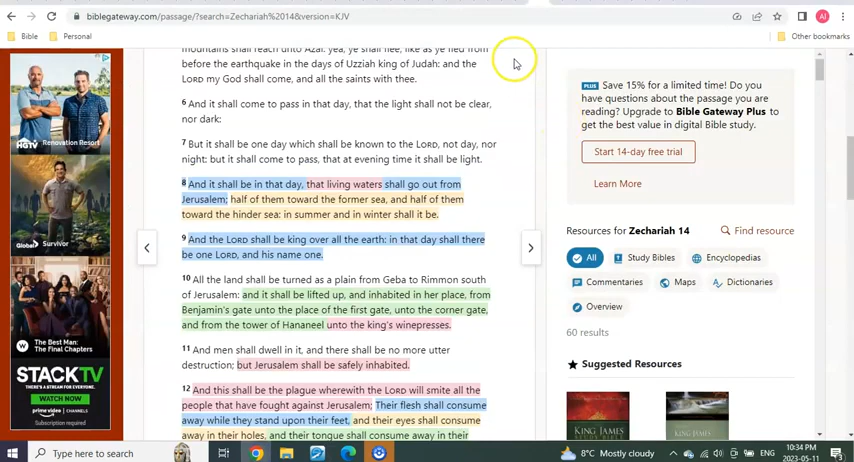 biblegateway.com/passage/?search=Zechariah%2014&version=KJV
AI
Bible
Personal
Other bookmarks
mountains shall reach unto Azal: yea, ye shall flee, like as ye fled from
before the earthquake in the days of Uzziah king of Judah: and the
LORD my God shall come, and all the saints with thee.
6 And it shall come to pass in that day, that the light shall not be clear,
nor dark:
7 But it shall be one day which shall be known to the LORD, not day, nor
night: but it shall come to pass, that at evening time it shall be light.
8 And it shall be in that day, that living waters shall go out from
Jerusalem; half of them toward the former sea, and half of them
toward the hinder sea: in summer and in winter shall it be.
9 And the LORD shall be king over all the earth: in that day shall there
be one LORD, and his name one.
10 All the land shall be turned as a plain from Geba to Rimmon south
of Jerusalem: and it shall be lifted up, and inhabited in her place, from
Benjamin's gate unto the place of the first gate, unto the corner gate,
and from the tower of Hananeel unto the king's winepresses.
11 And men shall dwell in it, and there shall be no more utter
destruction; but Jerusalem shall be safely inhabited.
12 And this shall be the plague wherewith the LORD will smite all the
people that have fought against Jerusalem; Their flesh shall consume
away while they stand upon their feet, and their eyes shall consume
away in their holes, and their tongue shall consume away in their
HGTV Renovation Resort
Global Survivor
The Best Man:
The Final Chapters
STACKTV
WATCH NOW
prime video | CHANNELS
Subscription required
PLUS Save 15% for a limited time! Do you
have questions about the passage you are
reading? Upgrade to Bible Gateway Plus to
get the best value in digital Bible study.
Start 14-day free trial
Learn More
Resources for Zechariah 14
Find resource
All
Study Bibles
Encyclopedias
Commentaries
Maps
Dictionaries
Overview
60 results
Suggested Resources
KING JAMES
KING JAMES
Type here to search
8°C Mostly cloudy
ENG
10:34 PM
2023-05-11
3